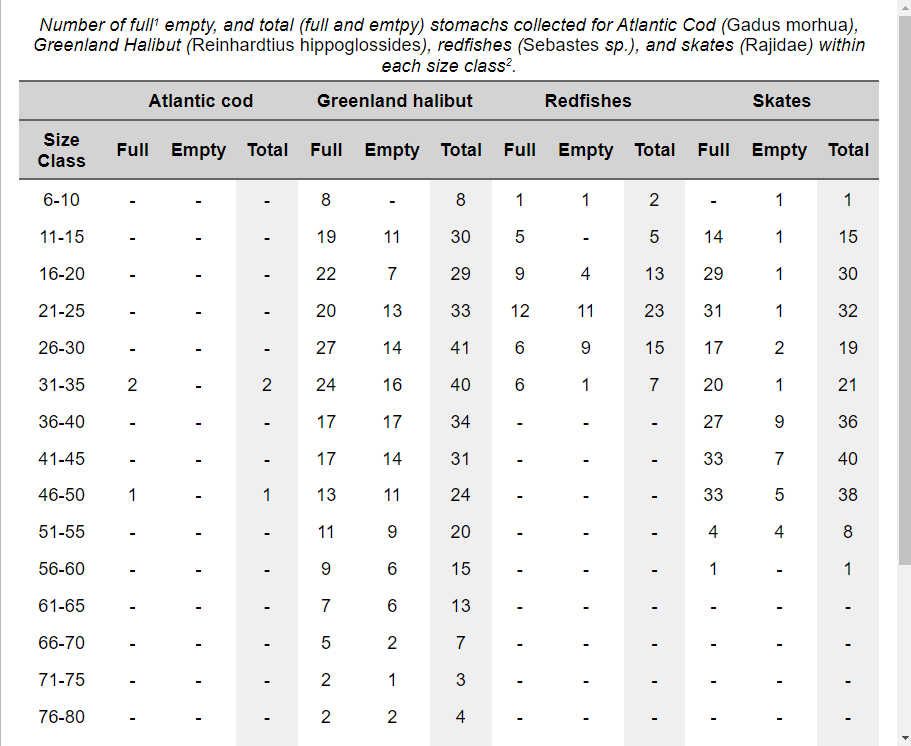 Number of full¹ empty, and total (full and emtpy) stomachs collected for Atlantic Cod (Gadus morhua),
Greenland Halibut (Reinhardtius hippoglossides), redfishes (Sebastes sp.), and skates (Rajidae) within
each size class².
Atlantic cod Greenland halibut Redfishes Skates
Size Class Full Empty Total Full Empty Total Full Empty Total Full Empty Total
6-10 - - - 8 - 8 1 1 2 - 1 1
11-15 - - - 19 11 30 5 - 5 14 1 15
16-20 - - - 22 7 29 9 4 13 29 1 30
21-25 - - - 20 13 33 12 11 23 31 1 32
26-30 - - - 27 14 41 6 9 15 17 2 19
31-35 2 - 2 24 16 40 6 1 7 20 1 21
36-40 - - - 17 17 34 - - - 27 9 36
41-45 - - - 17 14 31 - - - 33 7 40
46-50 1 - 1 13 11 24 - - - 33 5 38
51-55 - - - 11 9 20 - - - 4 4 8
56-60 - - - 9 6 15 - - - 1 - 1
61-65 - - - 7 6 13 - - - - - -
66-70 - - - 5 2 7 - - - - - -
71-75 - - - 2 1 3 - - - - - -
76-80 - - - 2 2 4 - - - - - -